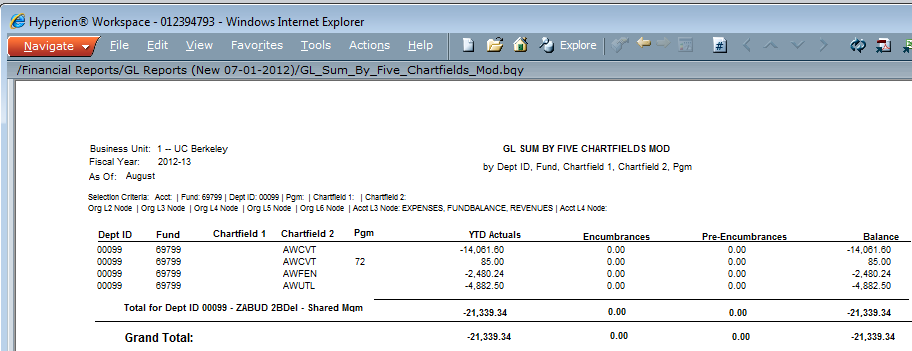 Hyperion® Workspace - 012394793 - Windows Internet Explorer
Navigate File Edit View Favorites Tools Actions Help Explore #
/Financial Reports/GL Reports (New 07-01-2012)/GL_Sum_By_Five_Chartfields_Mod.bqy
Business Unit: 1 -- UC Berkeley GL SUM BY FIVE CHARTFIELDS MOD
Fiscal Year: 2012-13 by Dept ID, Fund, Chartfield 1, Chartfield 2, Pgm
As Of: August
Selection Criteria: Acct: | Fund: 69799 | Dept ID: 00099 | Pgm: | Chartfield 1: | Chartfield 2:
Org L2 Node | Org L3 Node | Org L4 Node | Org L5 Node | Org L6 Node | Acct L3 Node: EXPENSES, FUNDBALANCE, REVENUES | Acct L4 Node:
Dept ID Fund Chartfield 1 Chartfield 2 Pgm YTD Actuals Encumbrances Pre-Encumbrances Balance
00099 69799 AWCVT -14,061.60 0.00 0.00 -14,061.60
00099 69799 AWCVT 72 85.00 0.00 0.00 85.00
00099 69799 AWFEN -2,480.24 0.00 0.00 -2,480.24
00099 69799 AWUTL -4,882.50 0.00 0.00 -4,882.50
Total for Dept ID 00099 - ZABUD 2BDel - Shared Mgm -21,339.34 0.00 0.00 -21,339.34
Grand Total: -21,339.34 0.00 0.00 -21,339.34